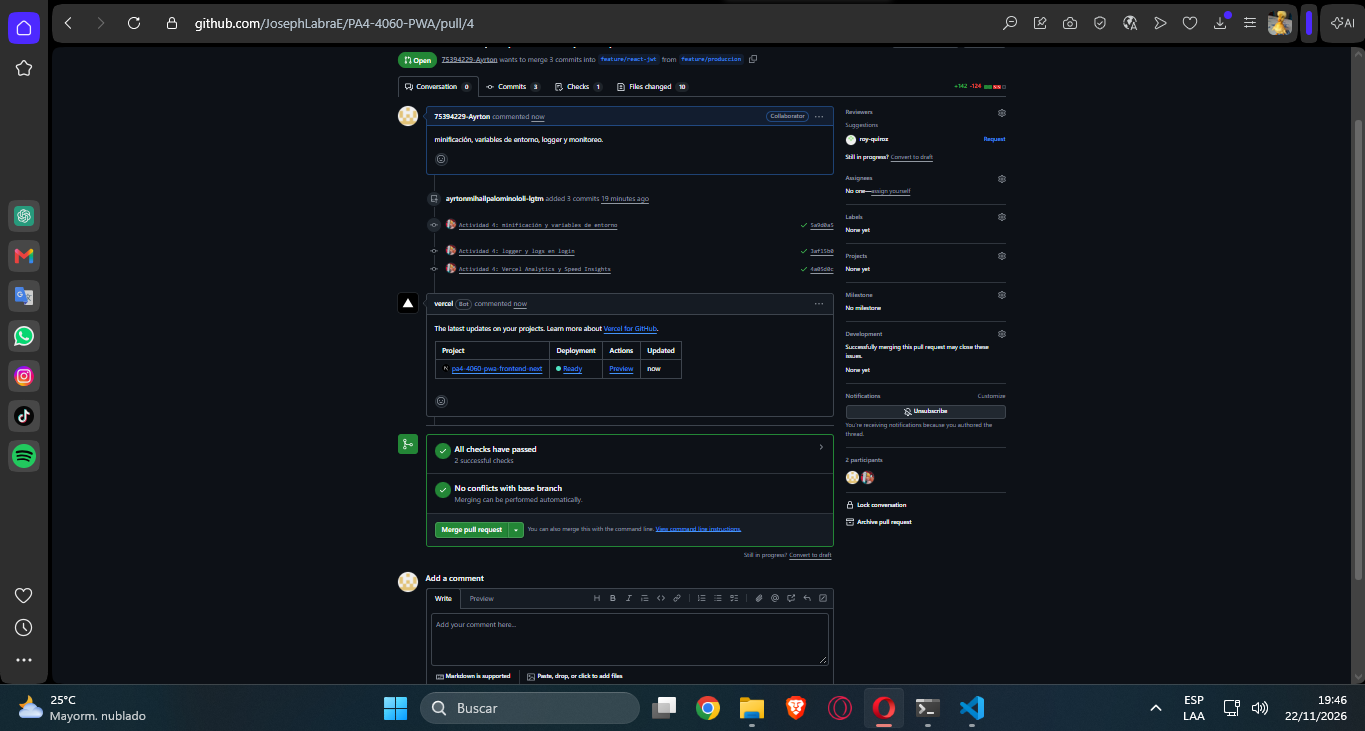 github.com/JosephLabraE/PA4-4060-PWA/pull/4
AI
Open 75394229-Ayrton wants to merge 3 commits into feature/react-jwt from feature/produccion
Conversation 0 Commits 3 Checks 1 Files changed 10 +142 -124
75394229-Ayrton commented now Collaborator
minificación, variables de entorno, logger y monitoreo.
ayrtonmihailpalominololi-lgtm added 3 commits 19 minutes ago
Actividad 4: minificación y variables de entorno 5a9d0a5
Actividad 4: logger y logs en login 3af15b0
Actividad 4: Vercel Analytics y Speed Insights 4a05d0c
vercel Bot commented now
The latest updates on your projects. Learn more about Vercel for GitHub.
Project Deployment Actions Updated
pa4-4060-pwa-frontend-next Ready Preview now
All checks have passed
2 successful checks
No conflicts with base branch
Merging can be performed automatically.
Merge pull request You can also merge this with the command line. View command line instructions.
Still in progress? Convert to draft
Add a comment
Write Preview
Add your comment here...
Markdown is supported Paste, drop, or click to add files
Reviewers
Suggestions
roy-quiroz Request
Still in progress? Convert to draft
Assignees
No one—assign yourself
Labels
None yet
Projects
None yet
Milestone
No milestone
Development
Successfully merging this pull request may close these
issues.
None yet
Notifications Customize
Unsubscribe
You're receiving notifications because you authored the
thread.
2 participants
Lock conversation
Archive pull request
25°C
Mayorm. nublado
Buscar
ESP
LAA
19:46
22/11/2026